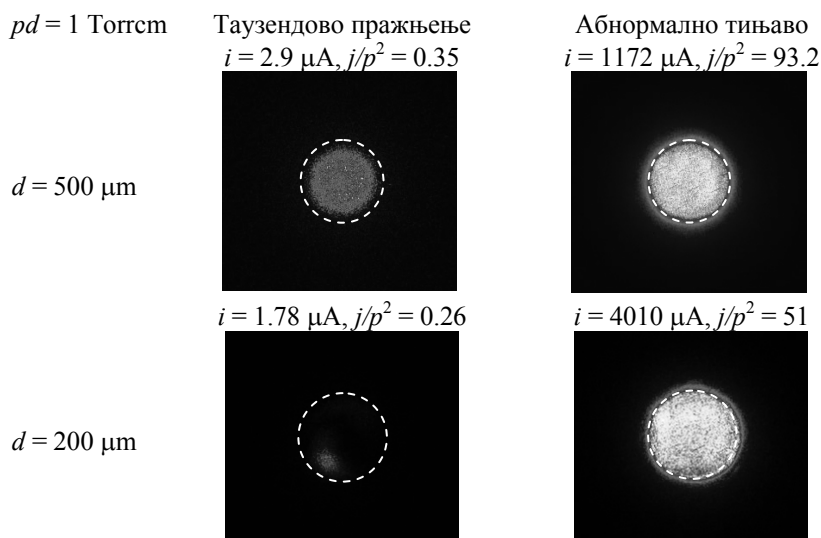 pd = 1 Torrcm Таузендово пражњење Абнормално тињаво
i = 2.9 μA, j/p² = 0.35 i = 1172 μA, j/p² = 93.2
d = 500 μm
i = 1.78 μA, j/p² = 0.26 i = 4010 μA, j/p² = 51
d = 200 μm